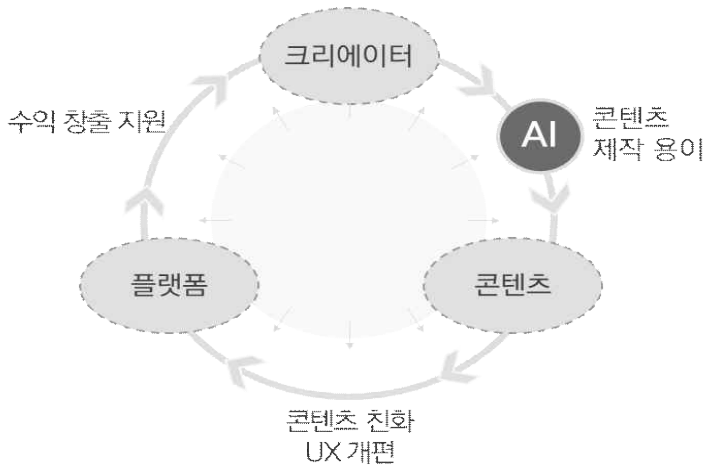 크리에이터
수익 창출 지원
AI
콘텐츠
제작 용이
플랫폼
콘텐츠
콘텐츠 친화
UX 개편